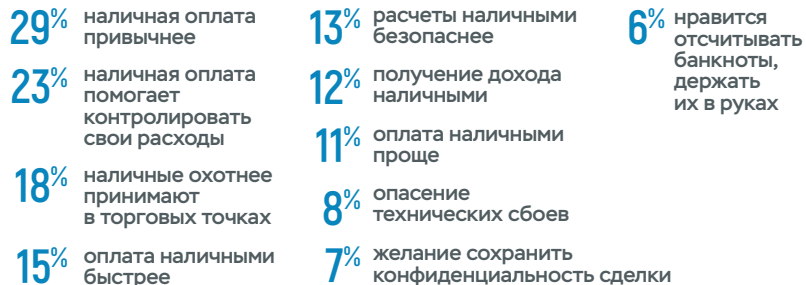 29% наличная оплата
привычнее
23% наличная оплата
помогает
контролировать
свои расходы
18% наличные охотнее
принимают
в торговых точках
15% оплата наличными
быстрее
13% расчеты наличными
безопаснее
12% получение дохода
наличными
11% оплата наличными
проще
8% опасение
технических сбоев
7% желание сохранить
конфиденциальность сделки
6% нравится
отсчитывать
банкноты,
держать
их в руках